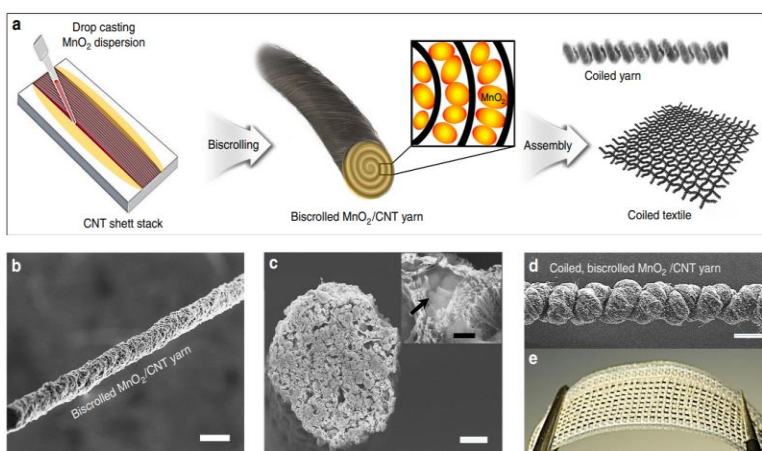 a
Drop casting
MnO₂ dispersion
CNT shett stack
Biscrolling
Biscrolled MnO₂/CNT yarn
MnO₂
Assembly
Coiled yarn
Coiled textile
b
Biscrolled MnO₂/CNT yarn
c
d
Coiled, biscrolled MnO₂ /CNT yarn
e